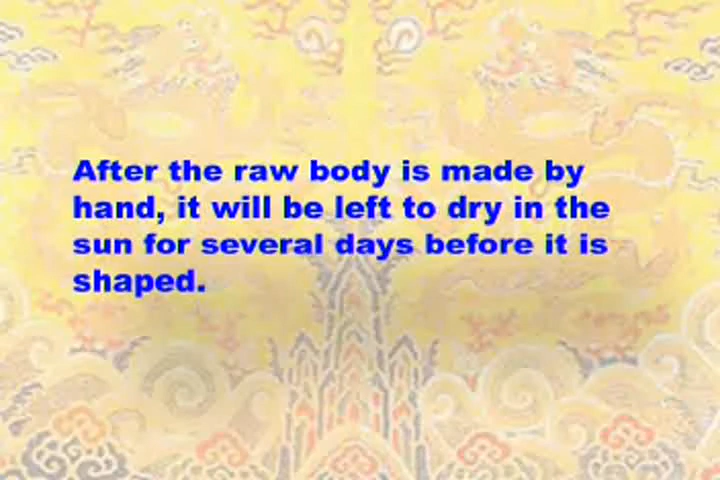 After the raw body is made by
hand, it will be left to dry in the
sun for several days before it is
shaped.